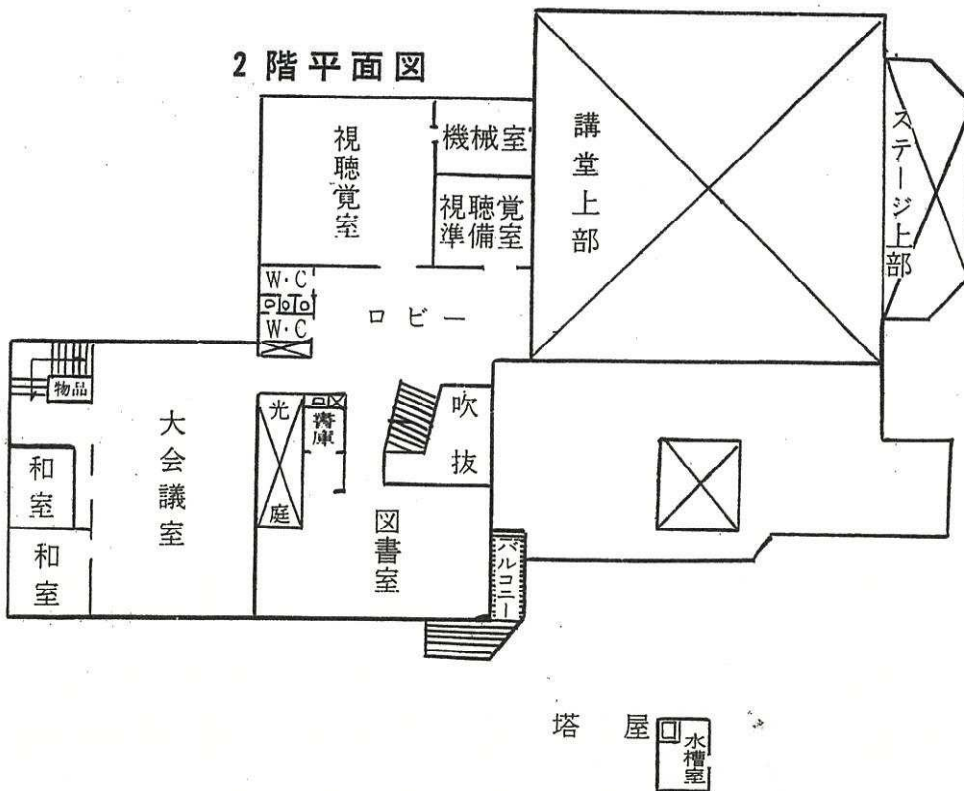 2階平面図
視聴覚室
機械室
視聴覚
準備室
講堂上部
ステージ上部
W·C
W·C
ロビー
物品
大会議室
和室
和室
光庭
書庫
吹抜
図書室
バルコニー
塔屋
水槽室